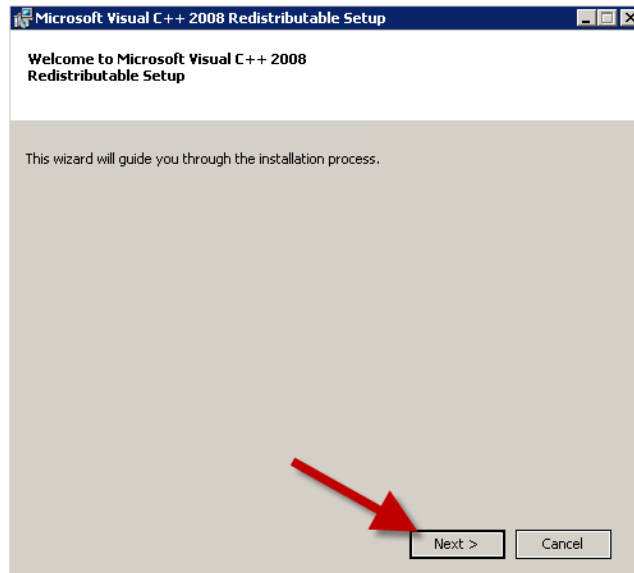 Microsoft Visual C++ 2008 Redistributable Setup
Welcome to Microsoft Visual C++ 2008
Redistributable Setup
This wizard will guide you through the installation process.
Next >
Cancel